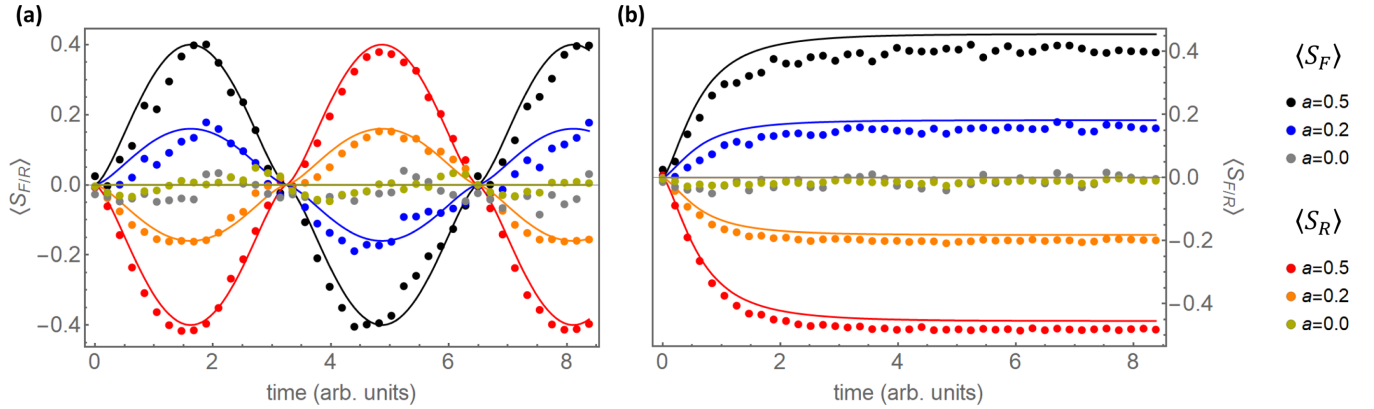 (a)
0.4
0.2
0.0
−0.2
−0.4
⟨S_F/R⟩
0 2 4 6 8
time (arb. units)
(b)
0.4
0.2
0.0
−0.2
−0.4
⟨S_F/R⟩
0 2 4 6 8
time (arb. units)
⟨S_F⟩
a=0.5
a=0.2
a=0.0
⟨S_R⟩
a=0.5
a=0.2
a=0.0